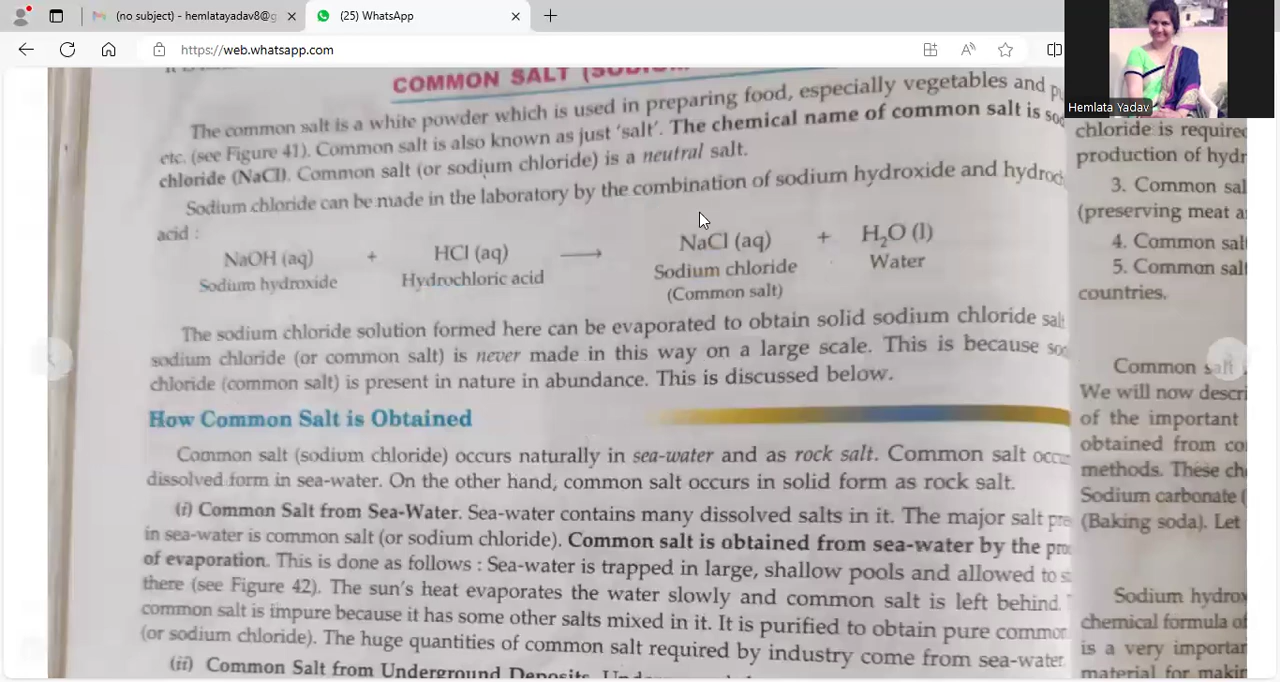 (no subject) - hemlatayadav8@g
(25) WhatsApp
https://web.whatsapp.com
Hemlata Yadav
COMMON SALT
The common salt is a white powder which is used in preparing food, especially vegetables and
etc. (see Figure 41). Common salt is also known as just 'salt'. The chemical name of common salt is
chloride (NaCl). Common salt (or sodium chloride) is a neutral salt.
Sodium chloride can be made in the laboratory by the combination of sodium hydroxide and
acid :
NaOH (aq) + HCl (aq) ⟶ NaCl (aq) + H₂O (l)
Sodium hydroxide Hydrochloric acid Sodium chloride Water
(Common salt)
The sodium chloride solution formed here can be evaporated to obtain solid sodium chloride
sodium chloride (or common salt) is never made in this way on a large scale. This is because
chloride (common salt) is present in nature in abundance. This is discussed below.
How Common Salt is Obtained
Common salt (sodium chloride) occurs naturally in sea-water and as rock salt. Common salt
dissolved form in sea-water. On the other hand, common salt occurs in solid form as rock salt.
(i) Common Salt from Sea-Water. Sea-water contains many dissolved salts in it. The major salt
in sea-water is common salt (or sodium chloride). Common salt is obtained from sea-water by the
of evaporation. This is done as follows : Sea-water is trapped in large, shallow pools and allowed to
there (see Figure 42). The sun's heat evaporates the water slowly and common salt is left behind.
common salt is impure because it has some other salts mixed in it. It is purified to obtain pure common
(or sodium chloride). The huge quantities of common salt required by industry come from sea-water
(ii) Common Salt from Underground Deposits.
chloride is required
production of hydr
3. Common sal
(preserving meat a
4. Common sal
5. Common salt
countries.
Common salt
We will now descri
of the important
obtained from co
methods. These ch
Sodium carbonate (
(Baking soda). Let
Sodium hydrox
chemical formula of
is a very importan
material for makin